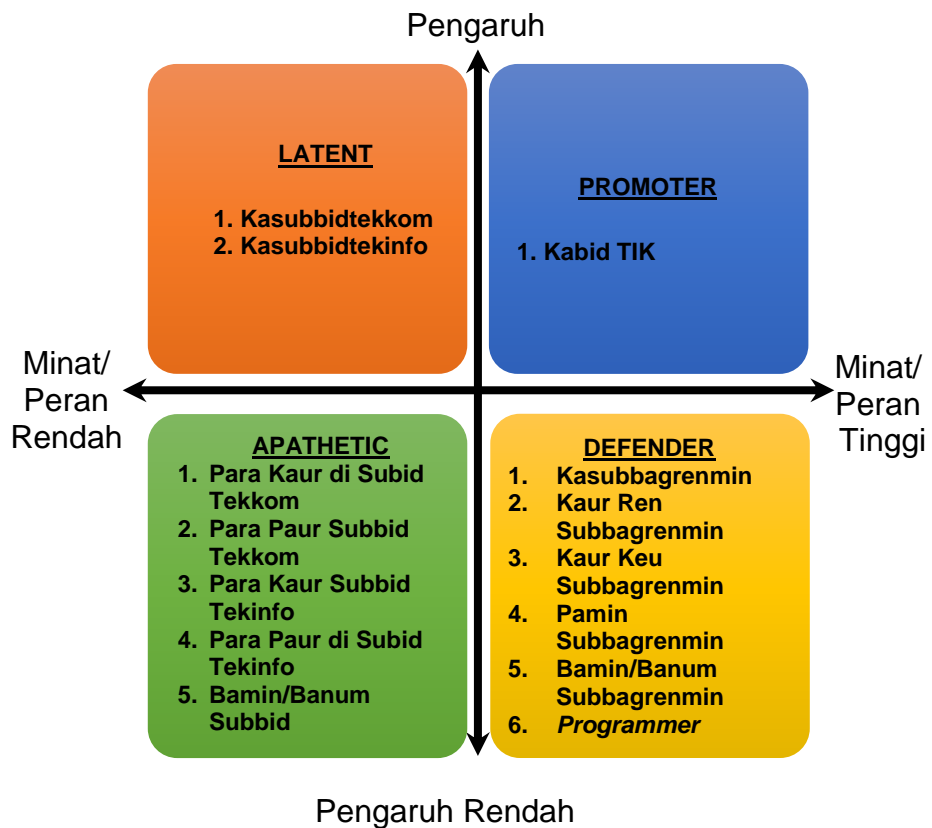 Pengaruh
LATENT
1. Kasubbidtekkom
2. Kasubbidtekinfo
PROMOTER
1. Kabid TIK
Minat/
Peran
Rendah
Minat/
Peran
Tinggi
APATHETIC
1. Para Kaur di Subid
Tekkom
2. Para Paur Subbid
Tekkom
3. Para Kaur Subbid
Tekinfo
4. Para Paur di Subid
Tekinfo
5. Bamin/Banum
Subbid
DEFENDER
1. Kasubbagrenmin
2. Kaur Ren
Subbagrenmin
3. Kaur Keu
Subbagrenmin
4. Pamin
Subbagrenmin
5. Bamin/Banum
Subbagrenmin
6. Programmer
Pengaruh Rendah